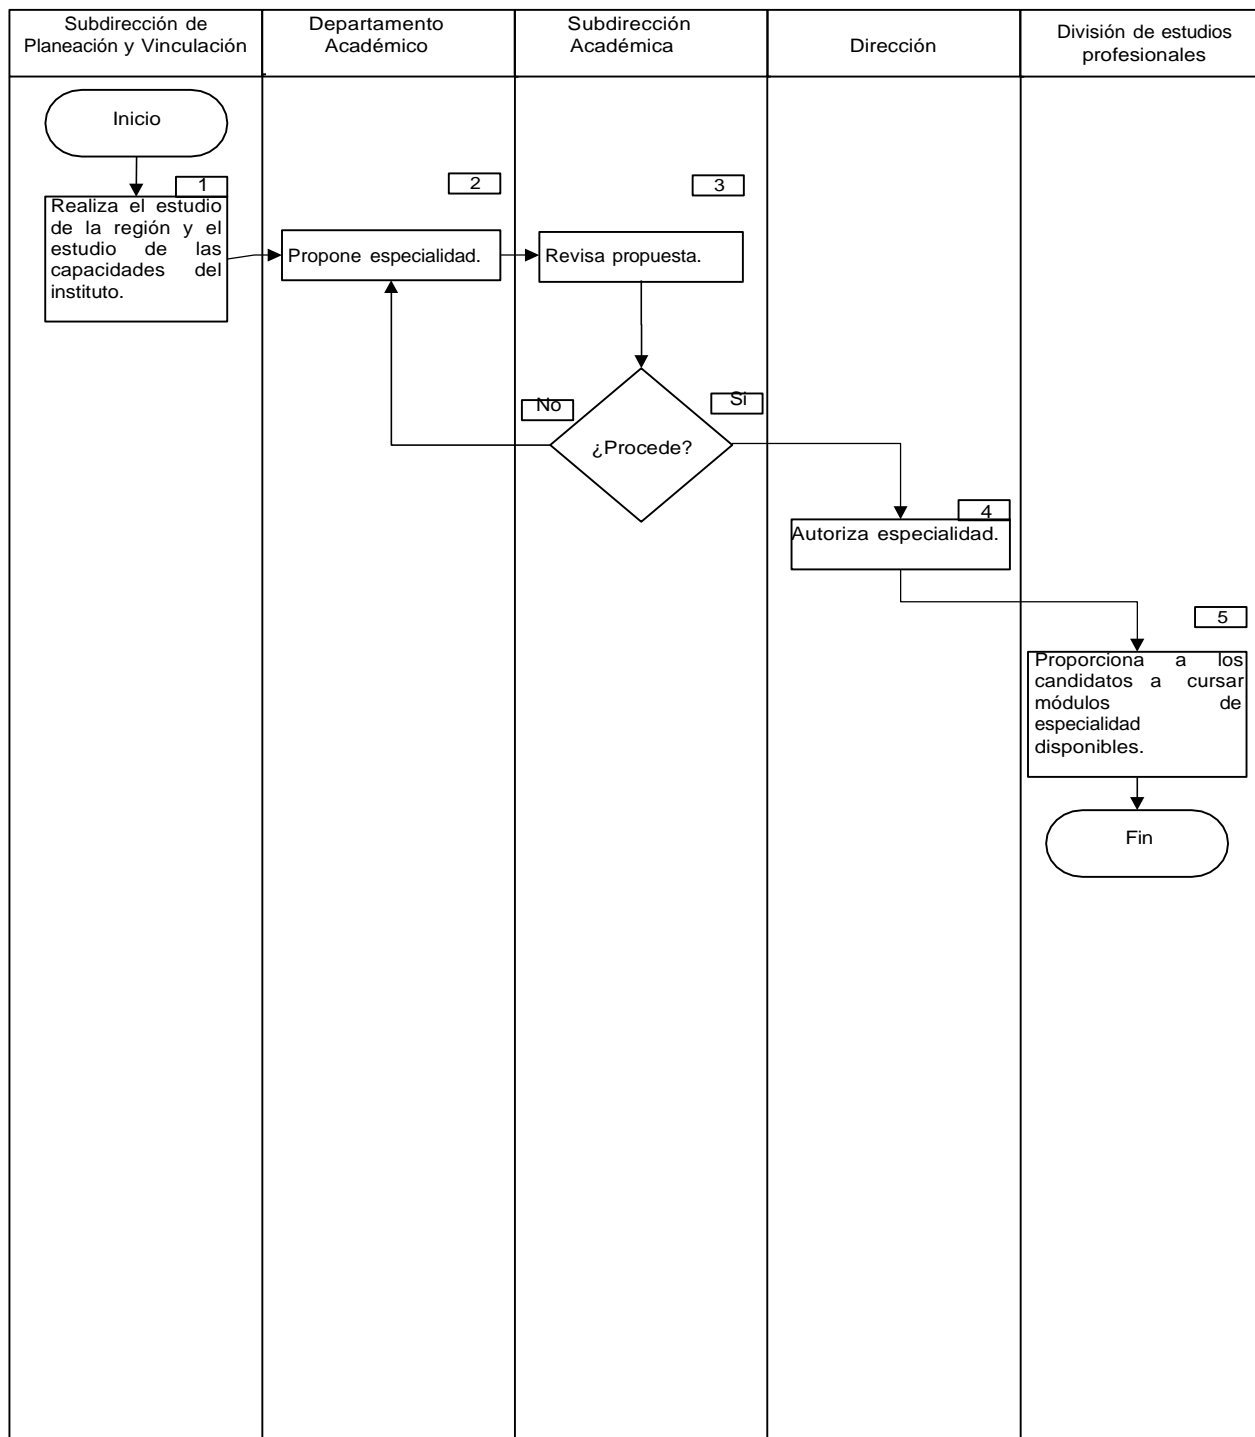 Subdirección de
Planeación y Vinculación
Departamento
Académico
Subdirección
Académica
Dirección
División de estudios
profesionales
Inicio
1
Realiza el estudio
de la región y el
estudio de las
capacidades del
instituto.
2
Propone especialidad.
3
Revisa propuesta.
No
Si
¿Procede?
4
Autoriza especialidad.
5
Proporciona a los
candidatos a cursar
módulos de
especialidad
disponibles.
Fin